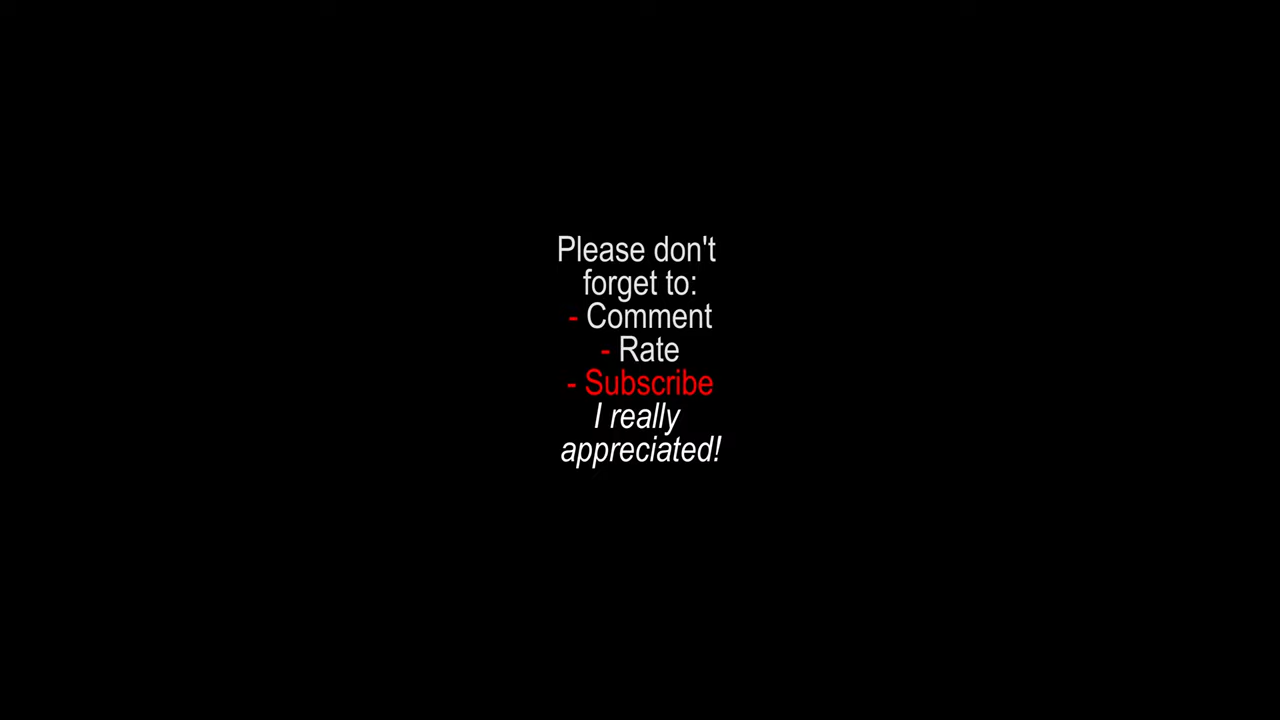 Please don't
forget to:
- Comment
- Rate
- Subscribe
I really
appreciated!